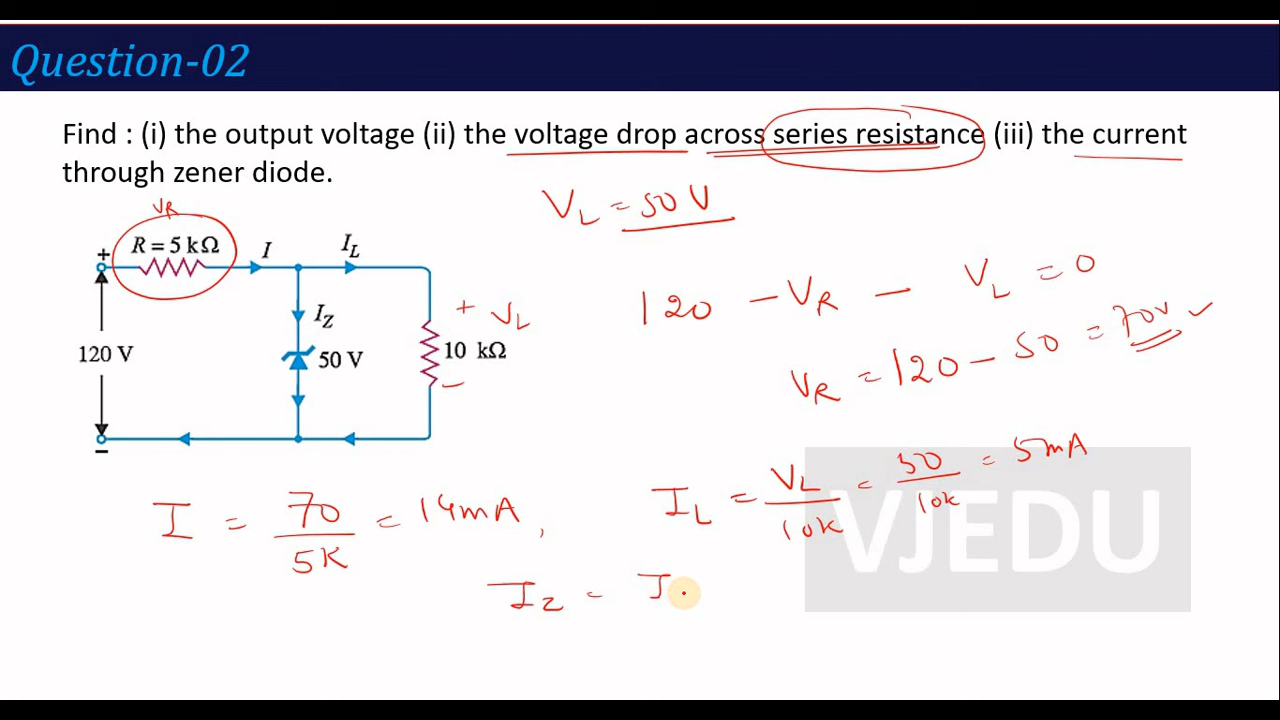 Question-02
Find : (i) the output voltage (ii) the voltage drop across series resistance (iii) the current
through zener diode.
VR
VL = 50 V
+ R = 5 kΩ I IL
120 - VR - VL = 0
VR = 120 - 50 = 70V ✓
120 V
IZ
50 V
+ VL
10 kΩ
-
–
I = 70/5K = 14mA ,
IL = VL/10K = 50/10K = 5mA
VJEDU
Iz = I